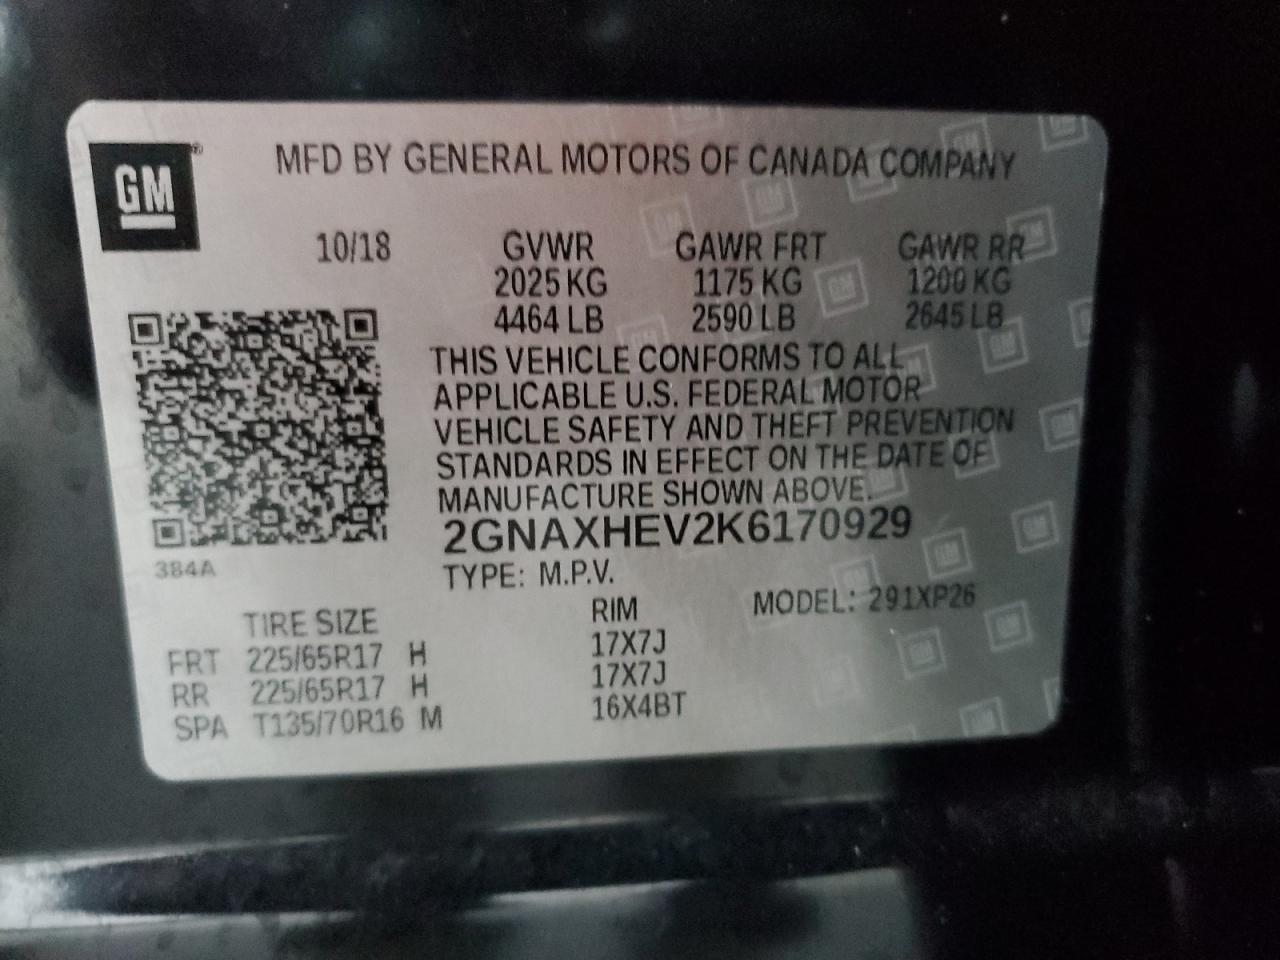 GM®
MFD BY GENERAL MOTORS OF CANADA COMPANY
10/18 GVWR GAWR FRT GAWR RR
2025 KG 1175 KG 1200 KG
4464 LB 2590 LB 2645 LB
THIS VEHICLE CONFORMS TO ALL
APPLICABLE U.S. FEDERAL MOTOR
VEHICLE SAFETY AND THEFT PREVENTION
STANDARDS IN EFFECT ON THE DATE OF
MANUFACTURE SHOWN ABOVE.
2GNAXHEV2K6170929
384A
TYPE: M.P.V.
MODEL: 291XP26
TIRE SIZE RIM
FRT 225/65R17 H 17X7J
RR 225/65R17 H 17X7J
SPA T135/70R16 M 16X4BT